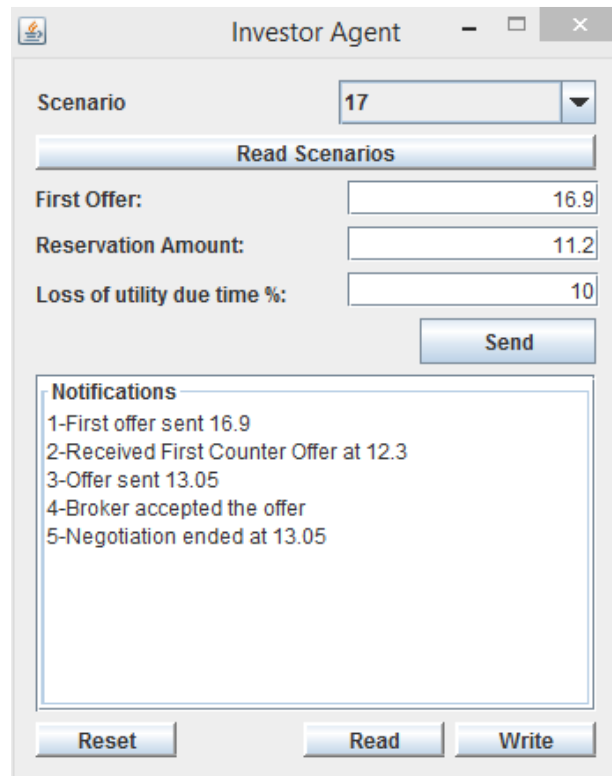 Investor Agent
Scenario 17
Read Scenarios
First Offer: 16.9
Reservation Amount: 11.2
Loss of utility due time %: 10
Send
Notifications
1-First offer sent 16.9
2-Received First Counter Offer at 12.3
3-Offer sent 13.05
4-Broker accepted the offer
5-Negotiation ended at 13.05
Reset Read Write